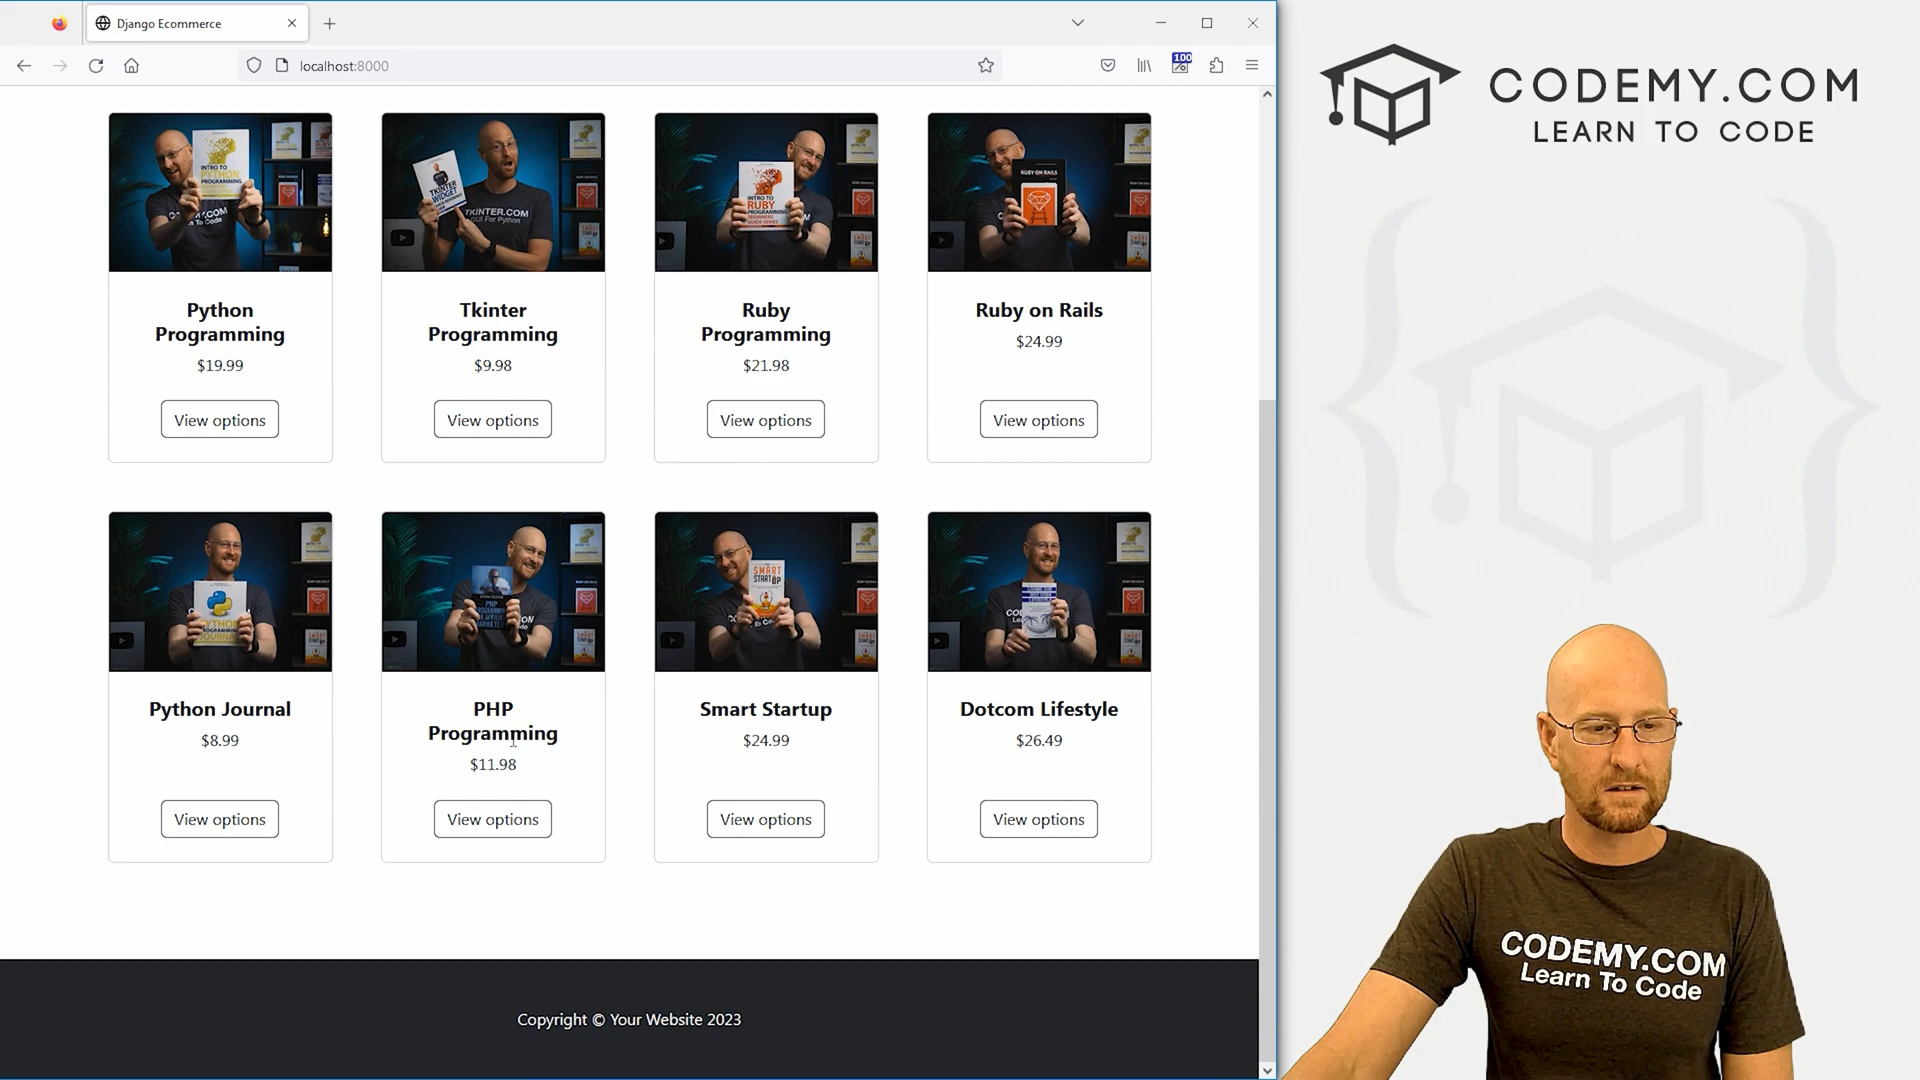 Django Ecommerce
localhost:8000
100
CODEMY.COM
LEARN TO CODE
Python
Programming
$19.99
View options
Tkinter
Programming
$9.98
View options
Ruby
Programming
$21.98
View options
Ruby on Rails
$24.99
View options
Python Journal
$8.99
View options
PHP
Programming
$11.98
View options
Smart Startup
$24.99
View options
Dotcom Lifestyle
$26.49
View options
Copyright © Your Website 2023
CODEMY.COM
Learn To Code